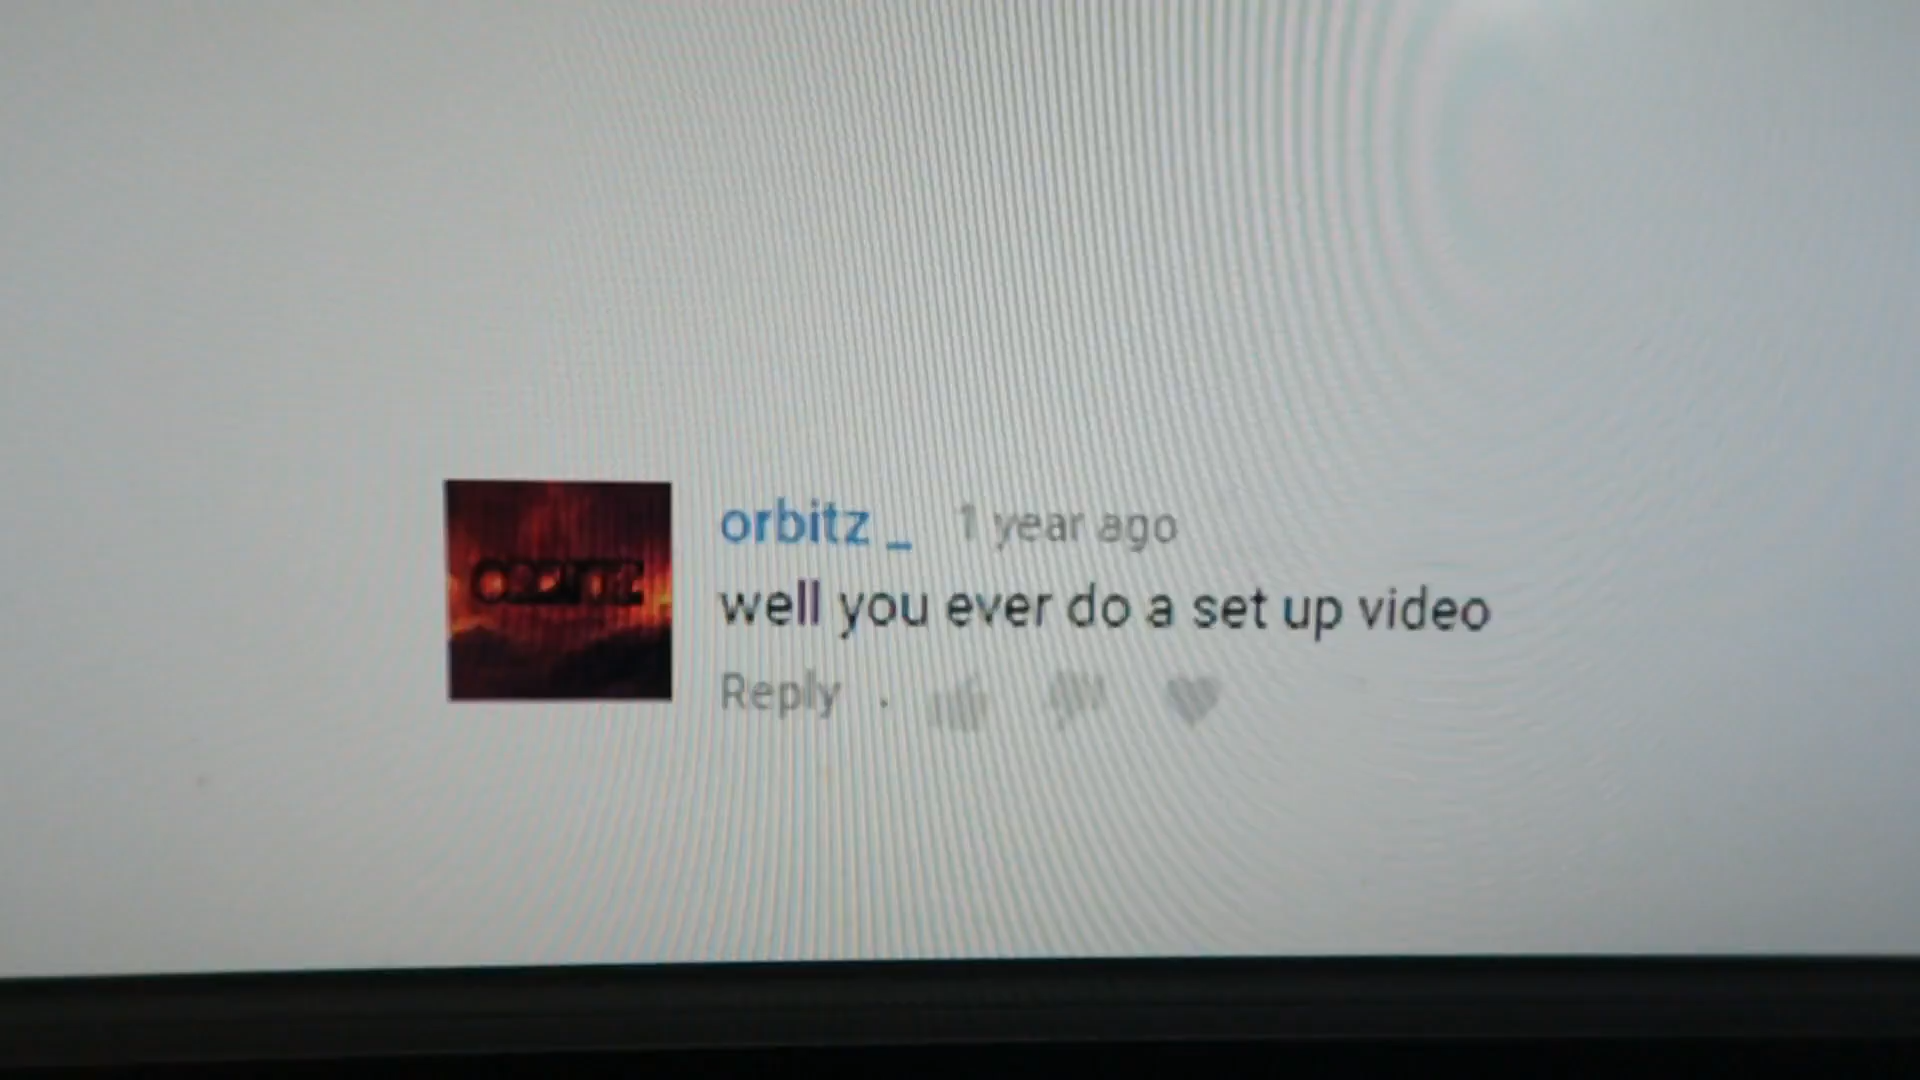 orbitz _ 1 year ago
well you ever do a set up video
Reply .